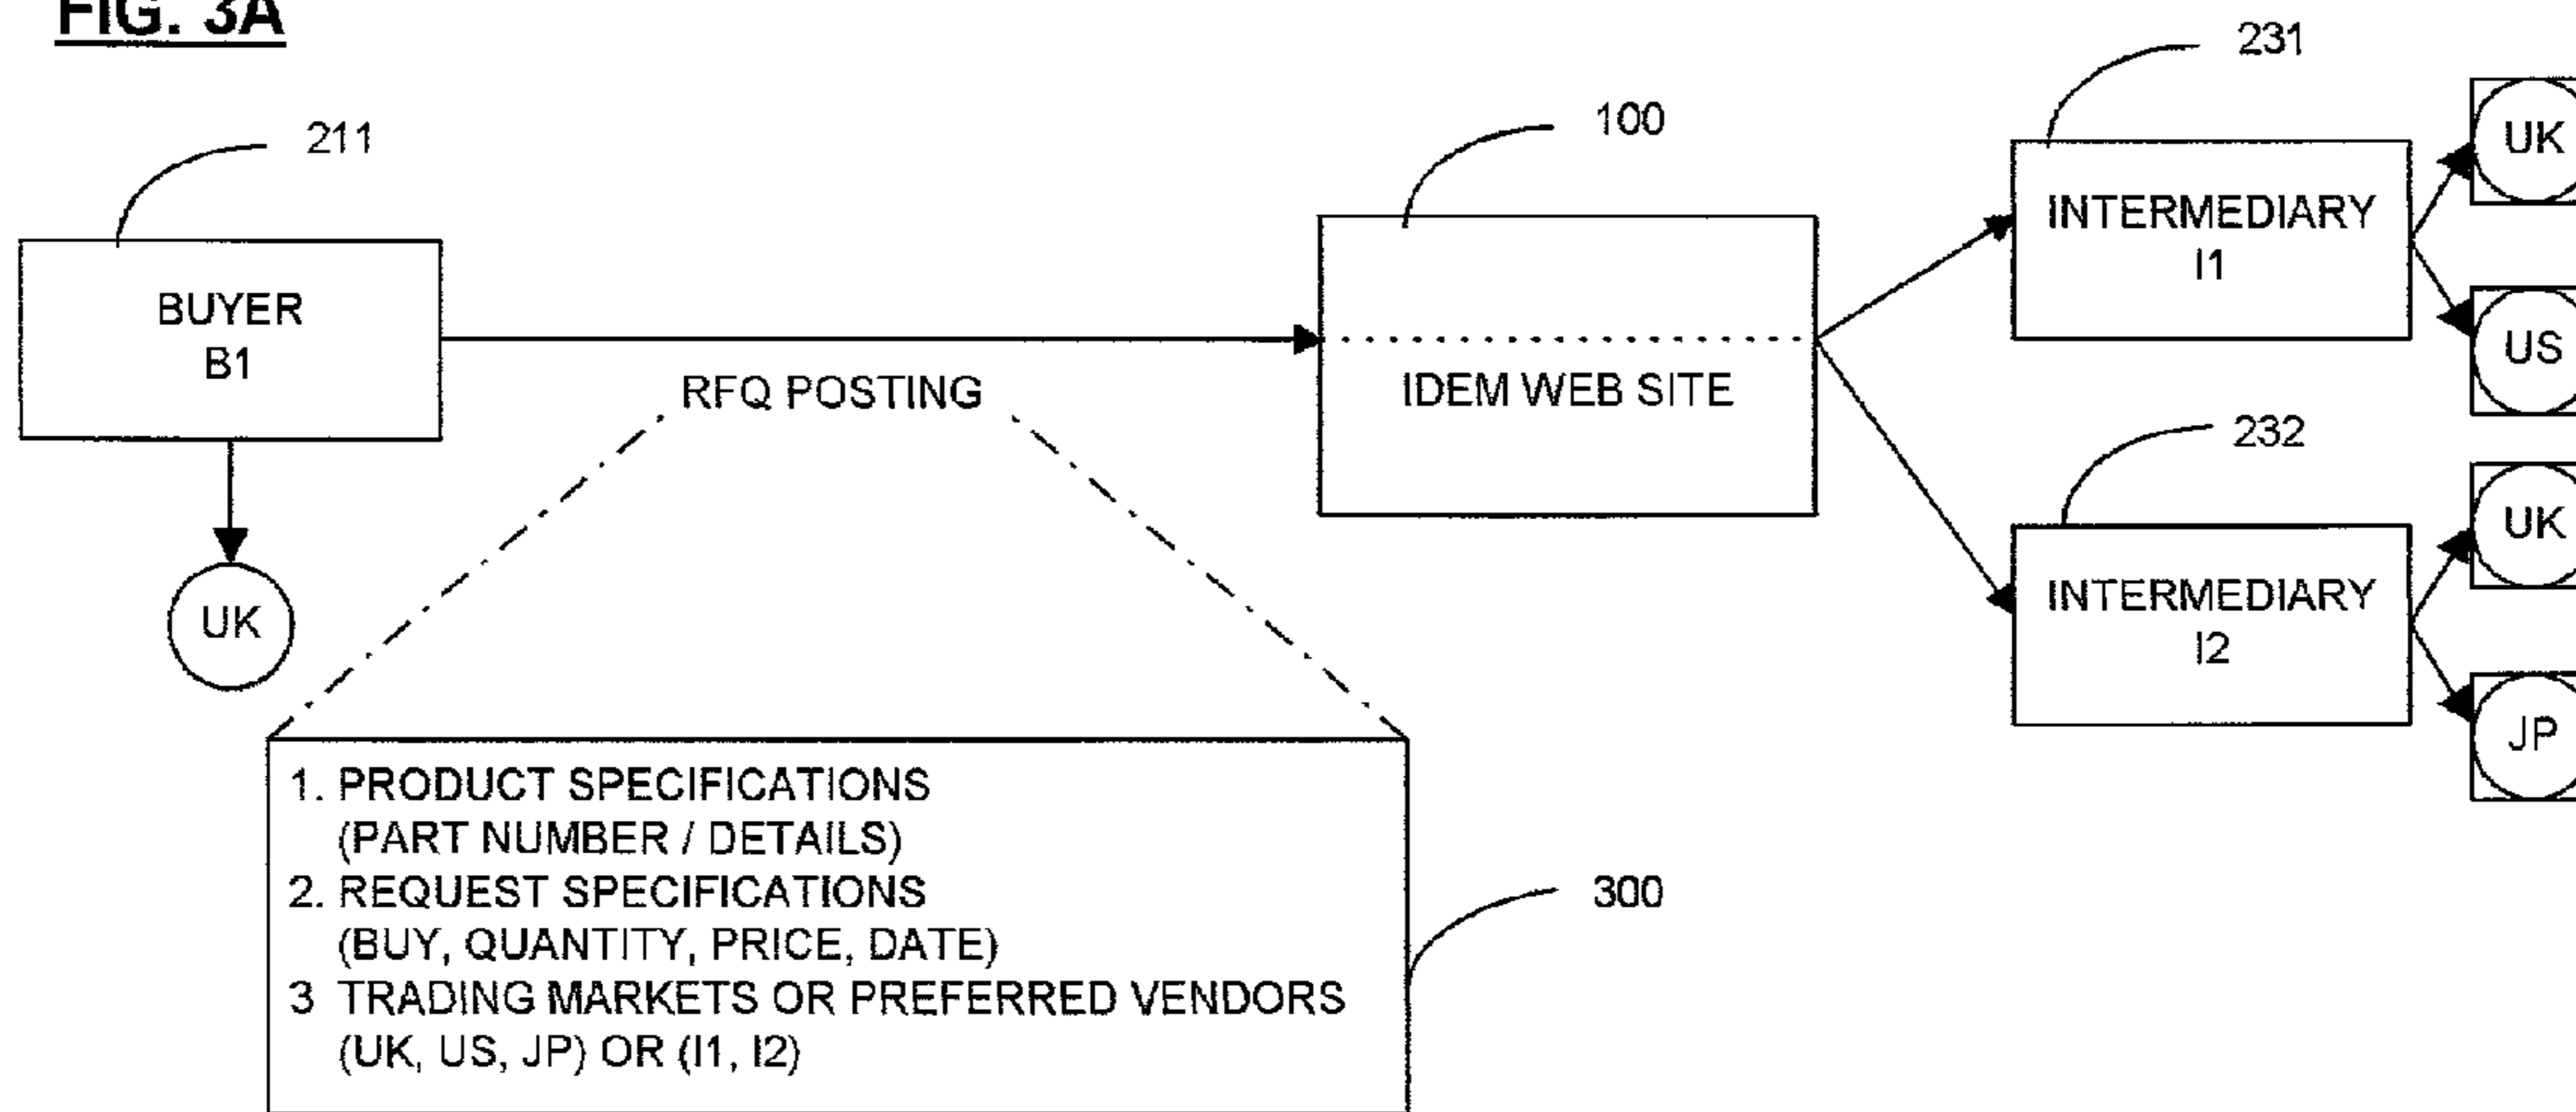 FIG. 3A
211
BUYER
B1
UK
RFQ POSTING
100
IDEM WEB SITE
231
INTERMEDIARY
I1
UK
US
232
INTERMEDIARY
I2
UK
JP
1. PRODUCT SPECIFICATIONS
(PART NUMBER / DETAILS)
2. REQUEST SPECIFICATIONS
(BUY, QUANTITY, PRICE, DATE)
3 TRADING MARKETS OR PREFERRED VENDORS
(UK, US, JP) OR (I1, I2)
300